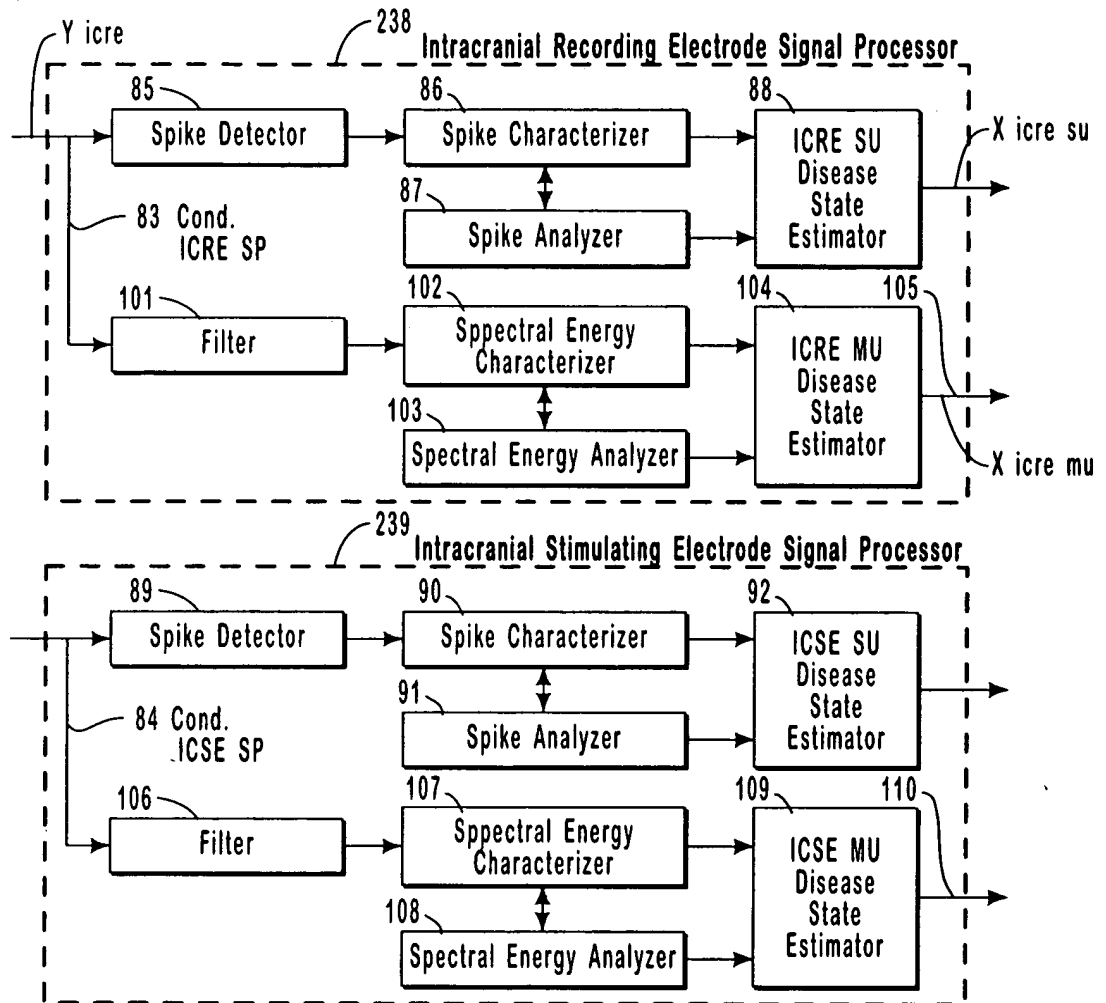 Y icre
238
Intracranial Recording Electrode Signal Processor
85
Spike Detector
86
Spike Characterizer
88
ICRE SU
Disease
State
Estimator
X icre su
87
Spike Analyzer
83 Cond.
ICRE SP
101
Filter
102
Sppectral Energy
Characterizer
104
ICRE MU
Disease
State
Estimator
105
103
Spectral Energy Analyzer
X icre mu
239
Intracranial Stimulating Electrode Signal Processor
89
Spike Detector
90
Spike Characterizer
92
ICSE SU
Disease
State
Estimator
91
Spike Analyzer
84 Cond.
ICSE SP
106
Filter
107
Sppectral Energy
Characterizer
109
ICSE MU
Disease
State
Estimator
110
108
Spectral Energy Analyzer